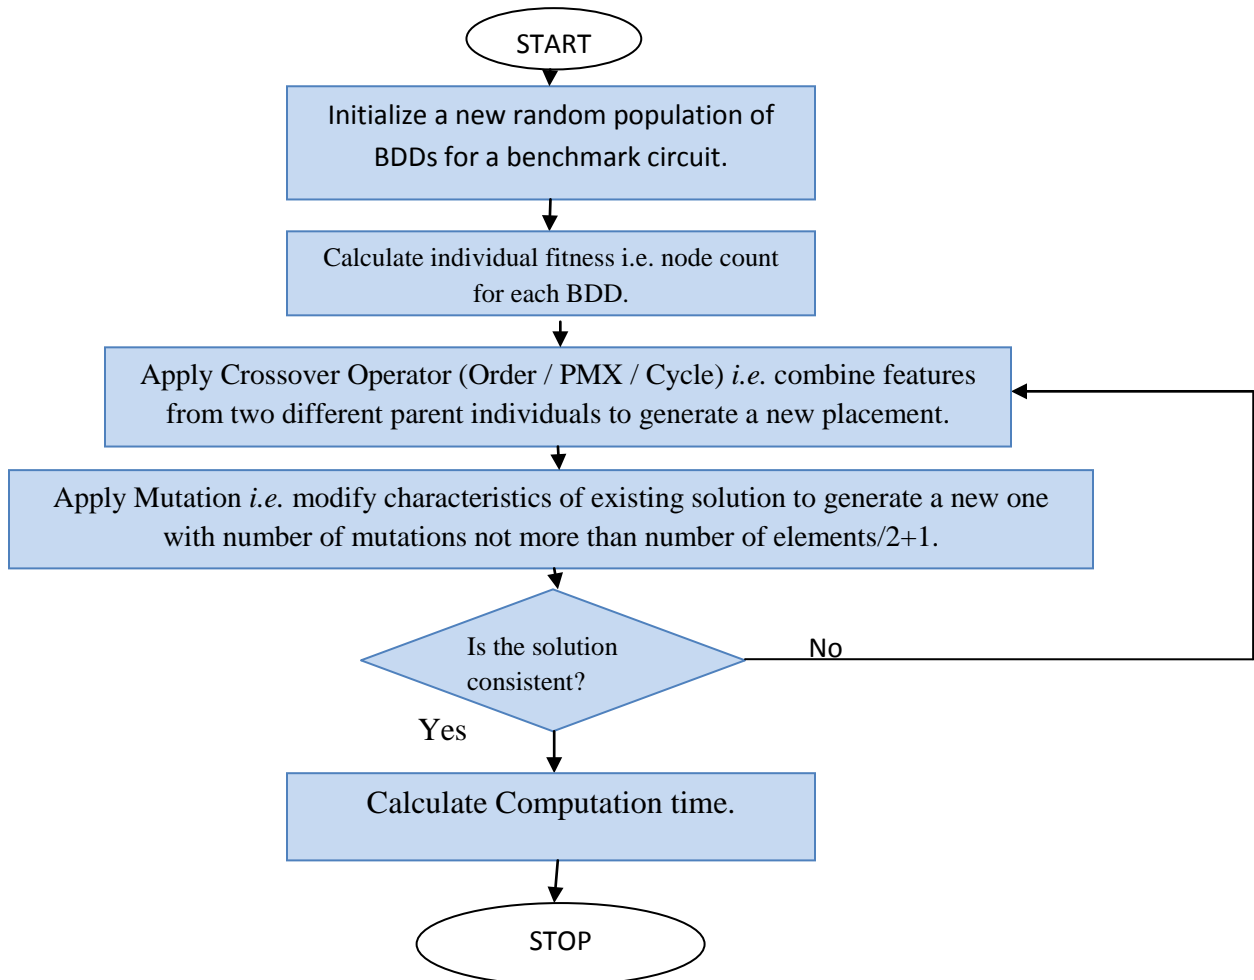 START
Initialize a new random population of
BDDs for a benchmark circuit.
Calculate individual fitness i.e. node count
for each BDD.
Apply Crossover Operator (Order / PMX / Cycle) i.e. combine features
from two different parent individuals to generate a new placement.
Apply Mutation i.e. modify characteristics of existing solution to generate a new one
with number of mutations not more than number of elements/2+1.
Is the solution
consistent?
No
Yes
Calculate Computation time.
STOP